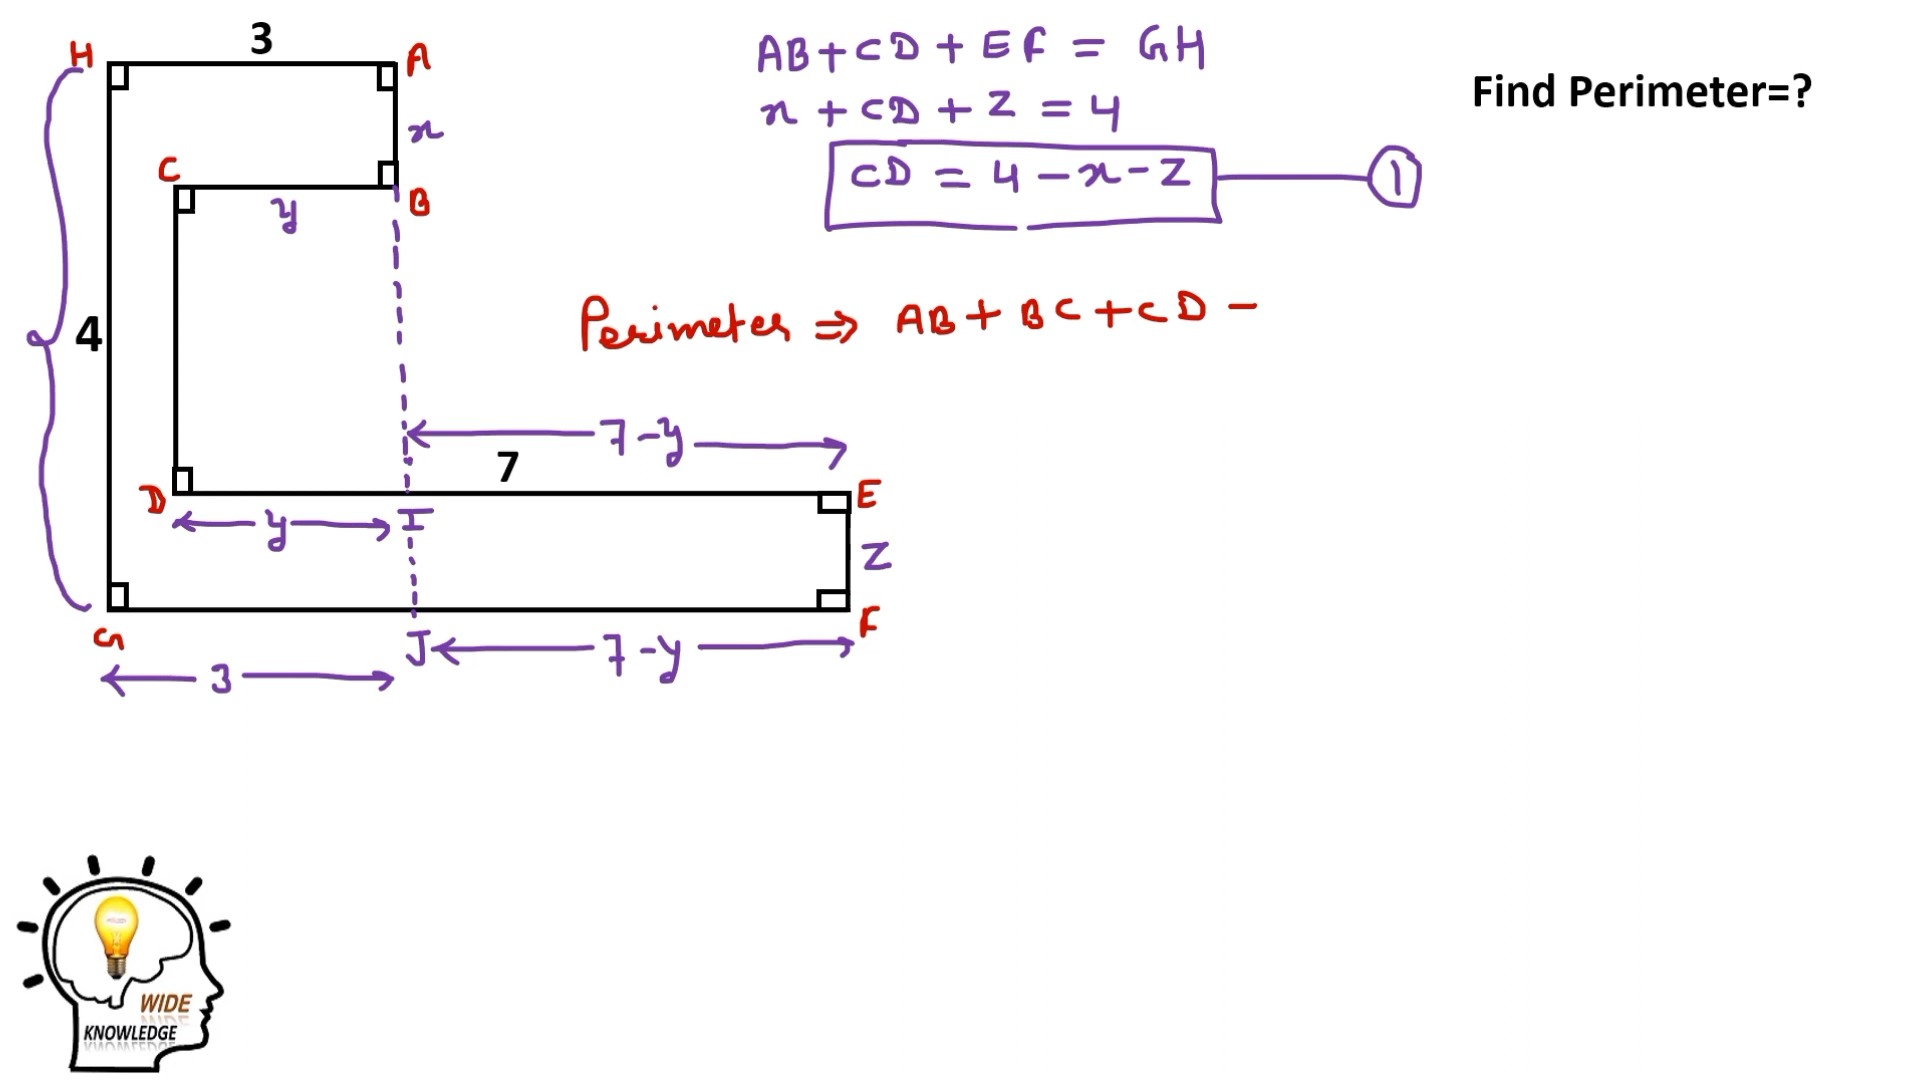 H 3 A
AB + CD + EF = GH
Find Perimeter=?
x + CD + Z = 4
x
CD = 4 - x - Z 1
C
y
B
Perimeter ⇒ AB + BC + CD -
4
7-y
7
D
E
y
I
Z
G
F
J
7-y
3
WIDE
KNOWLEDGE